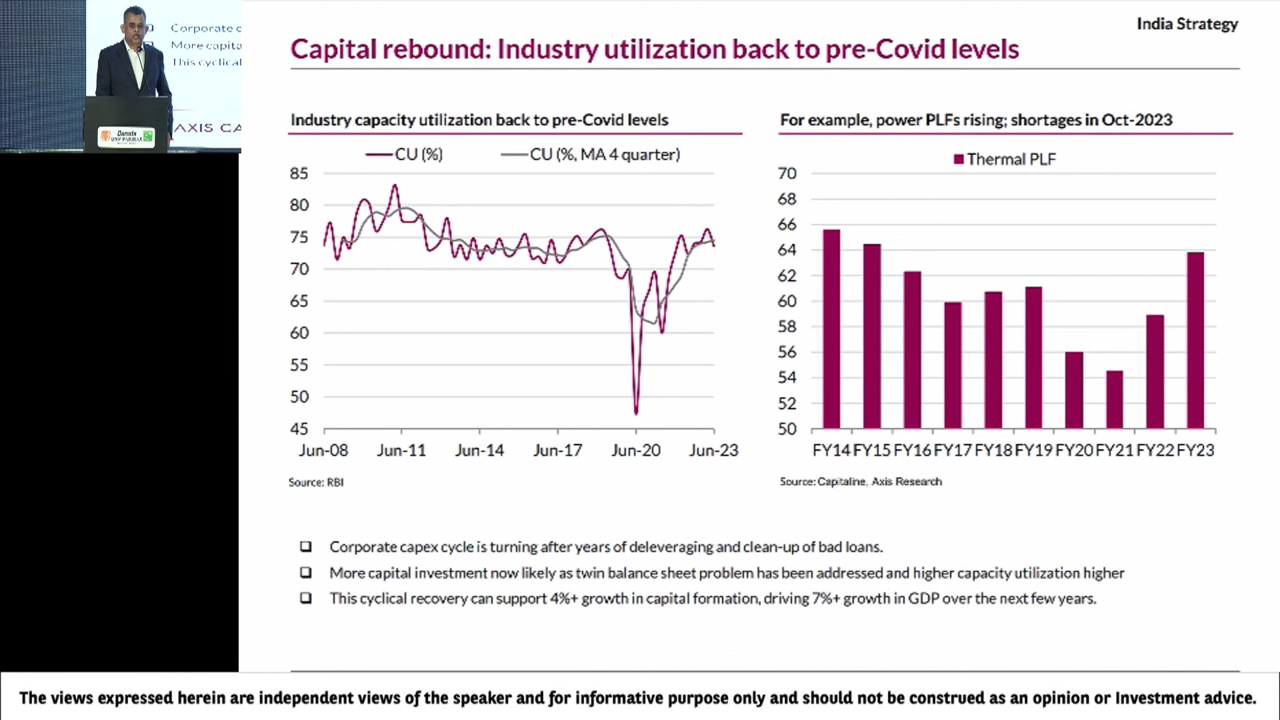 Corporate c
More capita
This cyclical
AXIS CA
Baroda
BNP PARIBAS
India Strategy
Capital rebound: Industry utilization back to pre-Covid levels
Industry capacity utilization back to pre-Covid levels
CU (%)
CU (%, MA 4 quarter)
85
80
75
70
65
60
55
50
45
Jun-08 Jun-11 Jun-14 Jun-17 Jun-20 Jun-23
Source: RBI
For example, power PLFs rising; shortages in Oct-2023
Thermal PLF
70
68
66
64
62
60
58
56
54
52
50
FY14 FY15 FY16 FY17 FY18 FY19 FY20 FY21 FY22 FY23
Source: Capitaline, Axis Research
Corporate capex cycle is turning after years of deleveraging and clean-up of bad loans.
More capital investment now likely as twin balance sheet problem has been addressed and higher capacity utilization higher
This cyclical recovery can support 4%+ growth in capital formation, driving 7%+ growth in GDP over the next few years.
The views expressed herein are independent views of the speaker and for informative purpose only and should not be construed as an opinion or Investment advice.